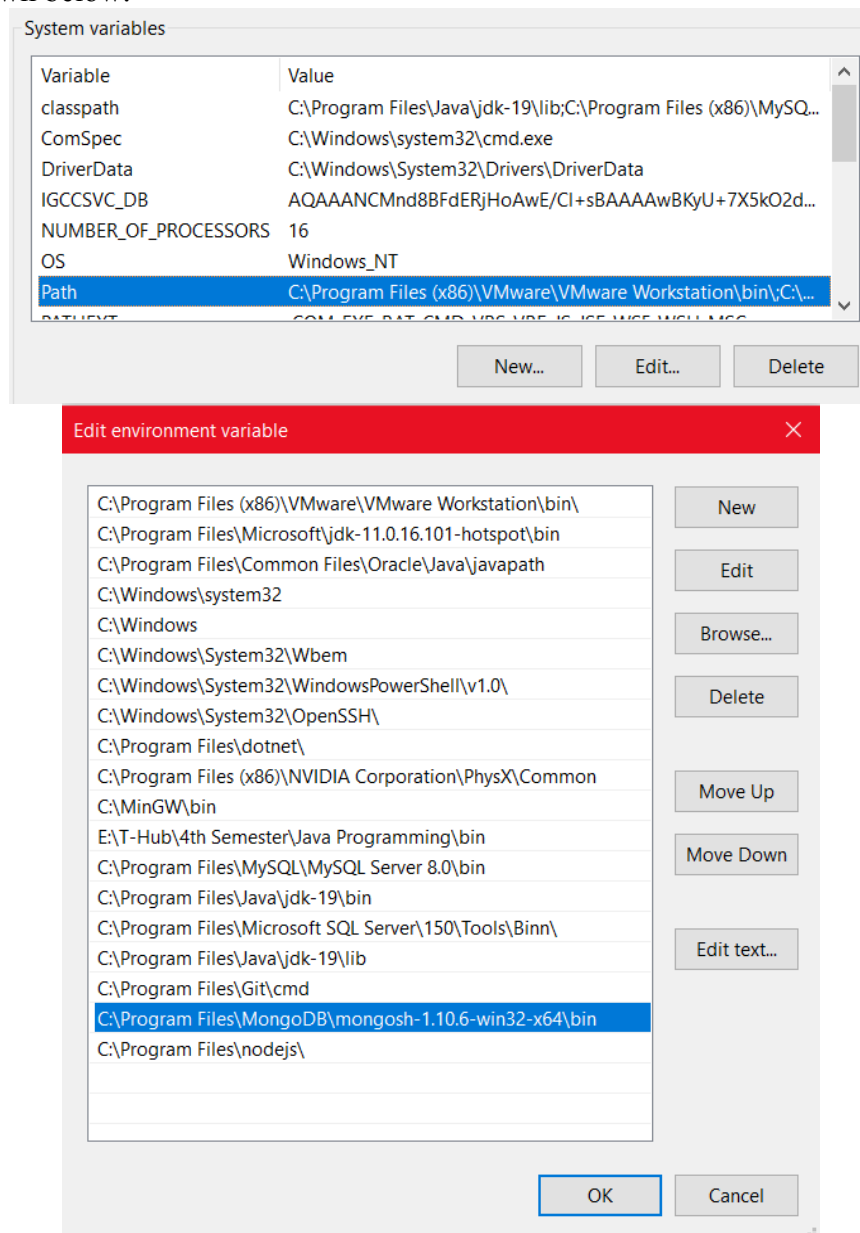 below:
System variables
Variable Value
classpath C:\Program Files\Java\jdk-19\lib;C:\Program Files (x86)\MySQ...
ComSpec C:\Windows\system32\cmd.exe
DriverData C:\Windows\System32\Drivers\DriverData
IGCCSVC_DB AQAAANCMnd8BFdERjHoAwE/CI+sBAAAAwBKyU+7X5kO2d...
NUMBER_OF_PROCESSORS 16
OS Windows_NT
Path C:\Program Files (x86)\VMware\VMware Workstation\bin\;C:\...
New... Edit... Delete
Edit environment variable
C:\Program Files (x86)\VMware\VMware Workstation\bin\
New
C:\Program Files\Microsoft\jdk-11.0.16.101-hotspot\bin
C:\Program Files\Common Files\Oracle\Java\javapath
Edit
C:\Windows\system32
C:\Windows
Browse...
C:\Windows\System32\Wbem
C:\Windows\System32\WindowsPowerShell\v1.0\
Delete
C:\Windows\System32\OpenSSH\
C:\Program Files\dotnet\
C:\Program Files (x86)\NVIDIA Corporation\PhysX\Common
Move Up
C:\MinGW\bin
E:\T-Hub\4th Semester\Java Programming\bin
Move Down
C:\Program Files\MySQL\MySQL Server 8.0\bin
C:\Program Files\Java\jdk-19\bin
C:\Program Files\Microsoft SQL Server\150\Tools\Binn\
Edit text...
C:\Program Files\Java\jdk-19\lib
C:\Program Files\Git\cmd
C:\Program Files\MongoDB\mongosh-1.10.6-win32-x64\bin
C:\Program Files\nodejs\
OK Cancel